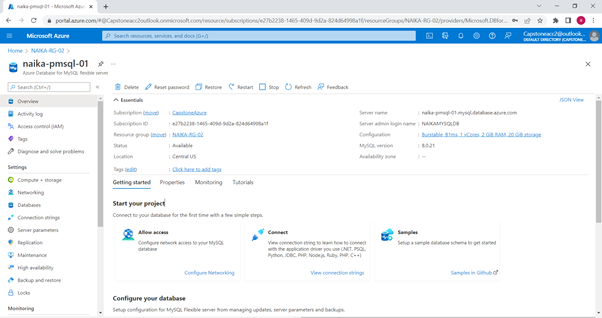 naika-pmsql-01 - Microsoft Azure
portal.azure.com/#@Capstoneacc2outlook.onmicrosoft.com/resource/subscriptions/e27b2238-1465-409d-9d2a-824d64998a1f/resourceGroups/NAIKA-RG-02/providers/Microsoft.DBfor
Microsoft Azure
Search resources, services, and docs (G+/)
Capstoneacc2@outlook....
DEFAULT DIRECTORY (CAPSTONE...
Home > NAIKA-RG-02 >
naika-pmsql-01
Azure Database for MySQL flexible server
Search (Ctrl+/)
Delete Reset password Restore Restart Stop Refresh Feedback
Overview
Activity log
Access control (IAM)
Tags
Diagnose and solve problems
Settings
Compute + storage
Networking
Databases
Connection strings
Server parameters
Replication
Maintenance
High availability
Backup and restore
Locks
Monitoring
Essentials
JSON View
Subscription (move) : CapstoneAzure
Subscription ID : e27b2238-1465-409d-9d2a-824d64998a1f
Resource group (move) : NAIKA-RG-02
Status : Available
Location : Central US
Tags (edit) : Click here to add tags
Server name : naika-pmsql-01.mysql.database.azure.com
Server admin login name : NAIKAMYSQLDB
Configuration : Burstable, B1ms, 1 vCores, 2 GB RAM, 20 GB storage
MySQL version : 8.0.21
Availability zone : --
Getting started Properties Monitoring Tutorials
Start your project
Connect to your database for the first time with a few simple steps.
Allow access
Configure network access to your MySQL
database
Configure Networking
Connect
View connection string to learn how to connect
with the application driver you use (.NET, PSQL,
Python, JDBC, PHP, Node.js, Ruby, PHP, C++)
View connection strings
Samples
Setup a sample database schema to get started
Samples in Github
Configure your database
Setup configuration for MySQL Flexible server from managing updates, server parameters and backups.